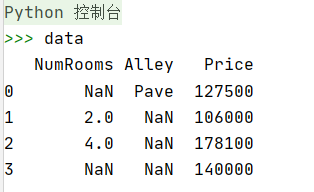 Python 控制台
>>> data
   NumRooms Alley   Price
0       NaN  Pave  127500
1       2.0   NaN  106000
2       4.0   NaN  178100
3       NaN   NaN  140000